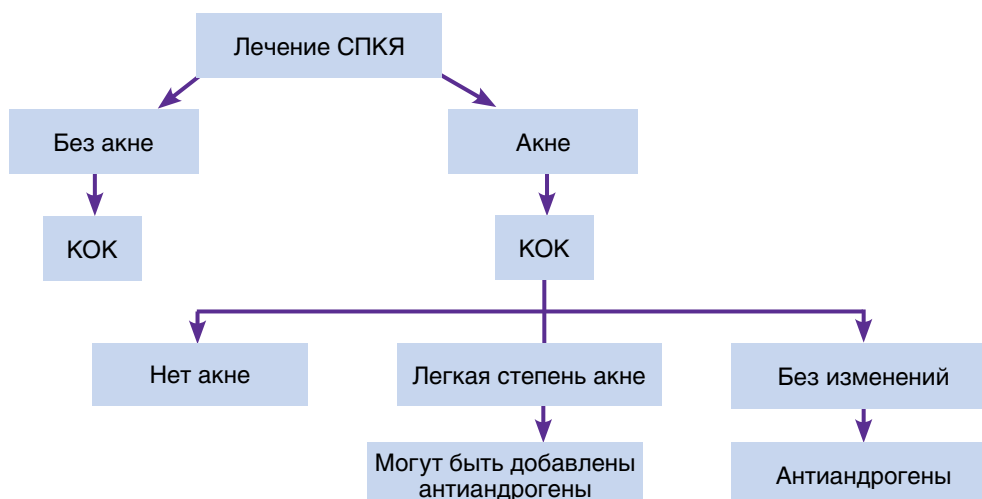 Лечение СПКЯ
Без акне
Акне
КОК
КОК
Нет акне
Легкая степень акне
Без изменений
Могут быть добавлены
антиандрогены
Антиандрогены